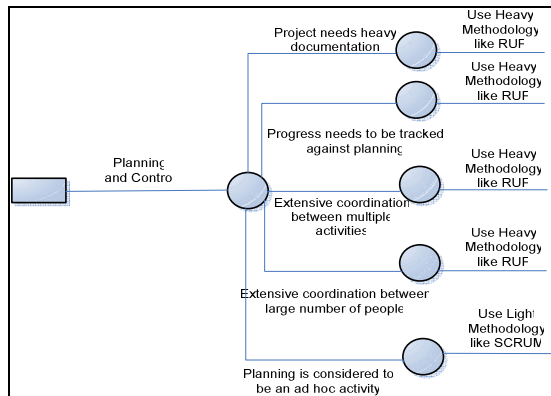 Project needs heavy
documentation
Use Heavy
Methodology
like RUF
Use Heavy
Methodology
like RUF
Progress needs to be tracked
against planning
Planning
and Contro
Use Heavy
Methodology
like RUF
Extensive coordination
between multiple
activities
Use Heavy
Methodology
like RUF
Extensive coordination between
large number of people
Use Light
Methodology
like SCRUM
Planning is considered to
be an ad hoc activity